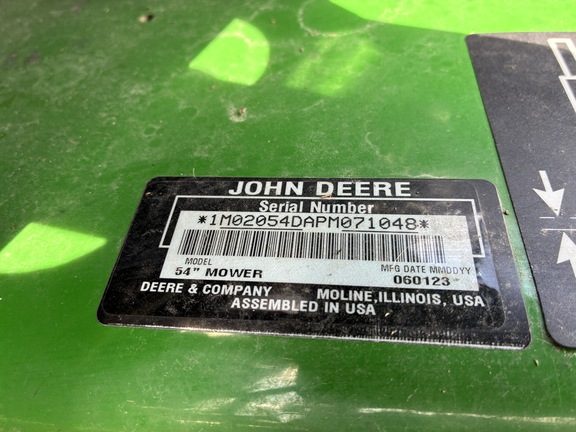 JOHN DEERE
Serial Number
*1M02054DAPM071048*
MODEL MFG DATE MMDDYY
54" MOWER 060123
DEERE & COMPANY MOLINE, ILLINOIS, USA
ASSEMBLED IN USA